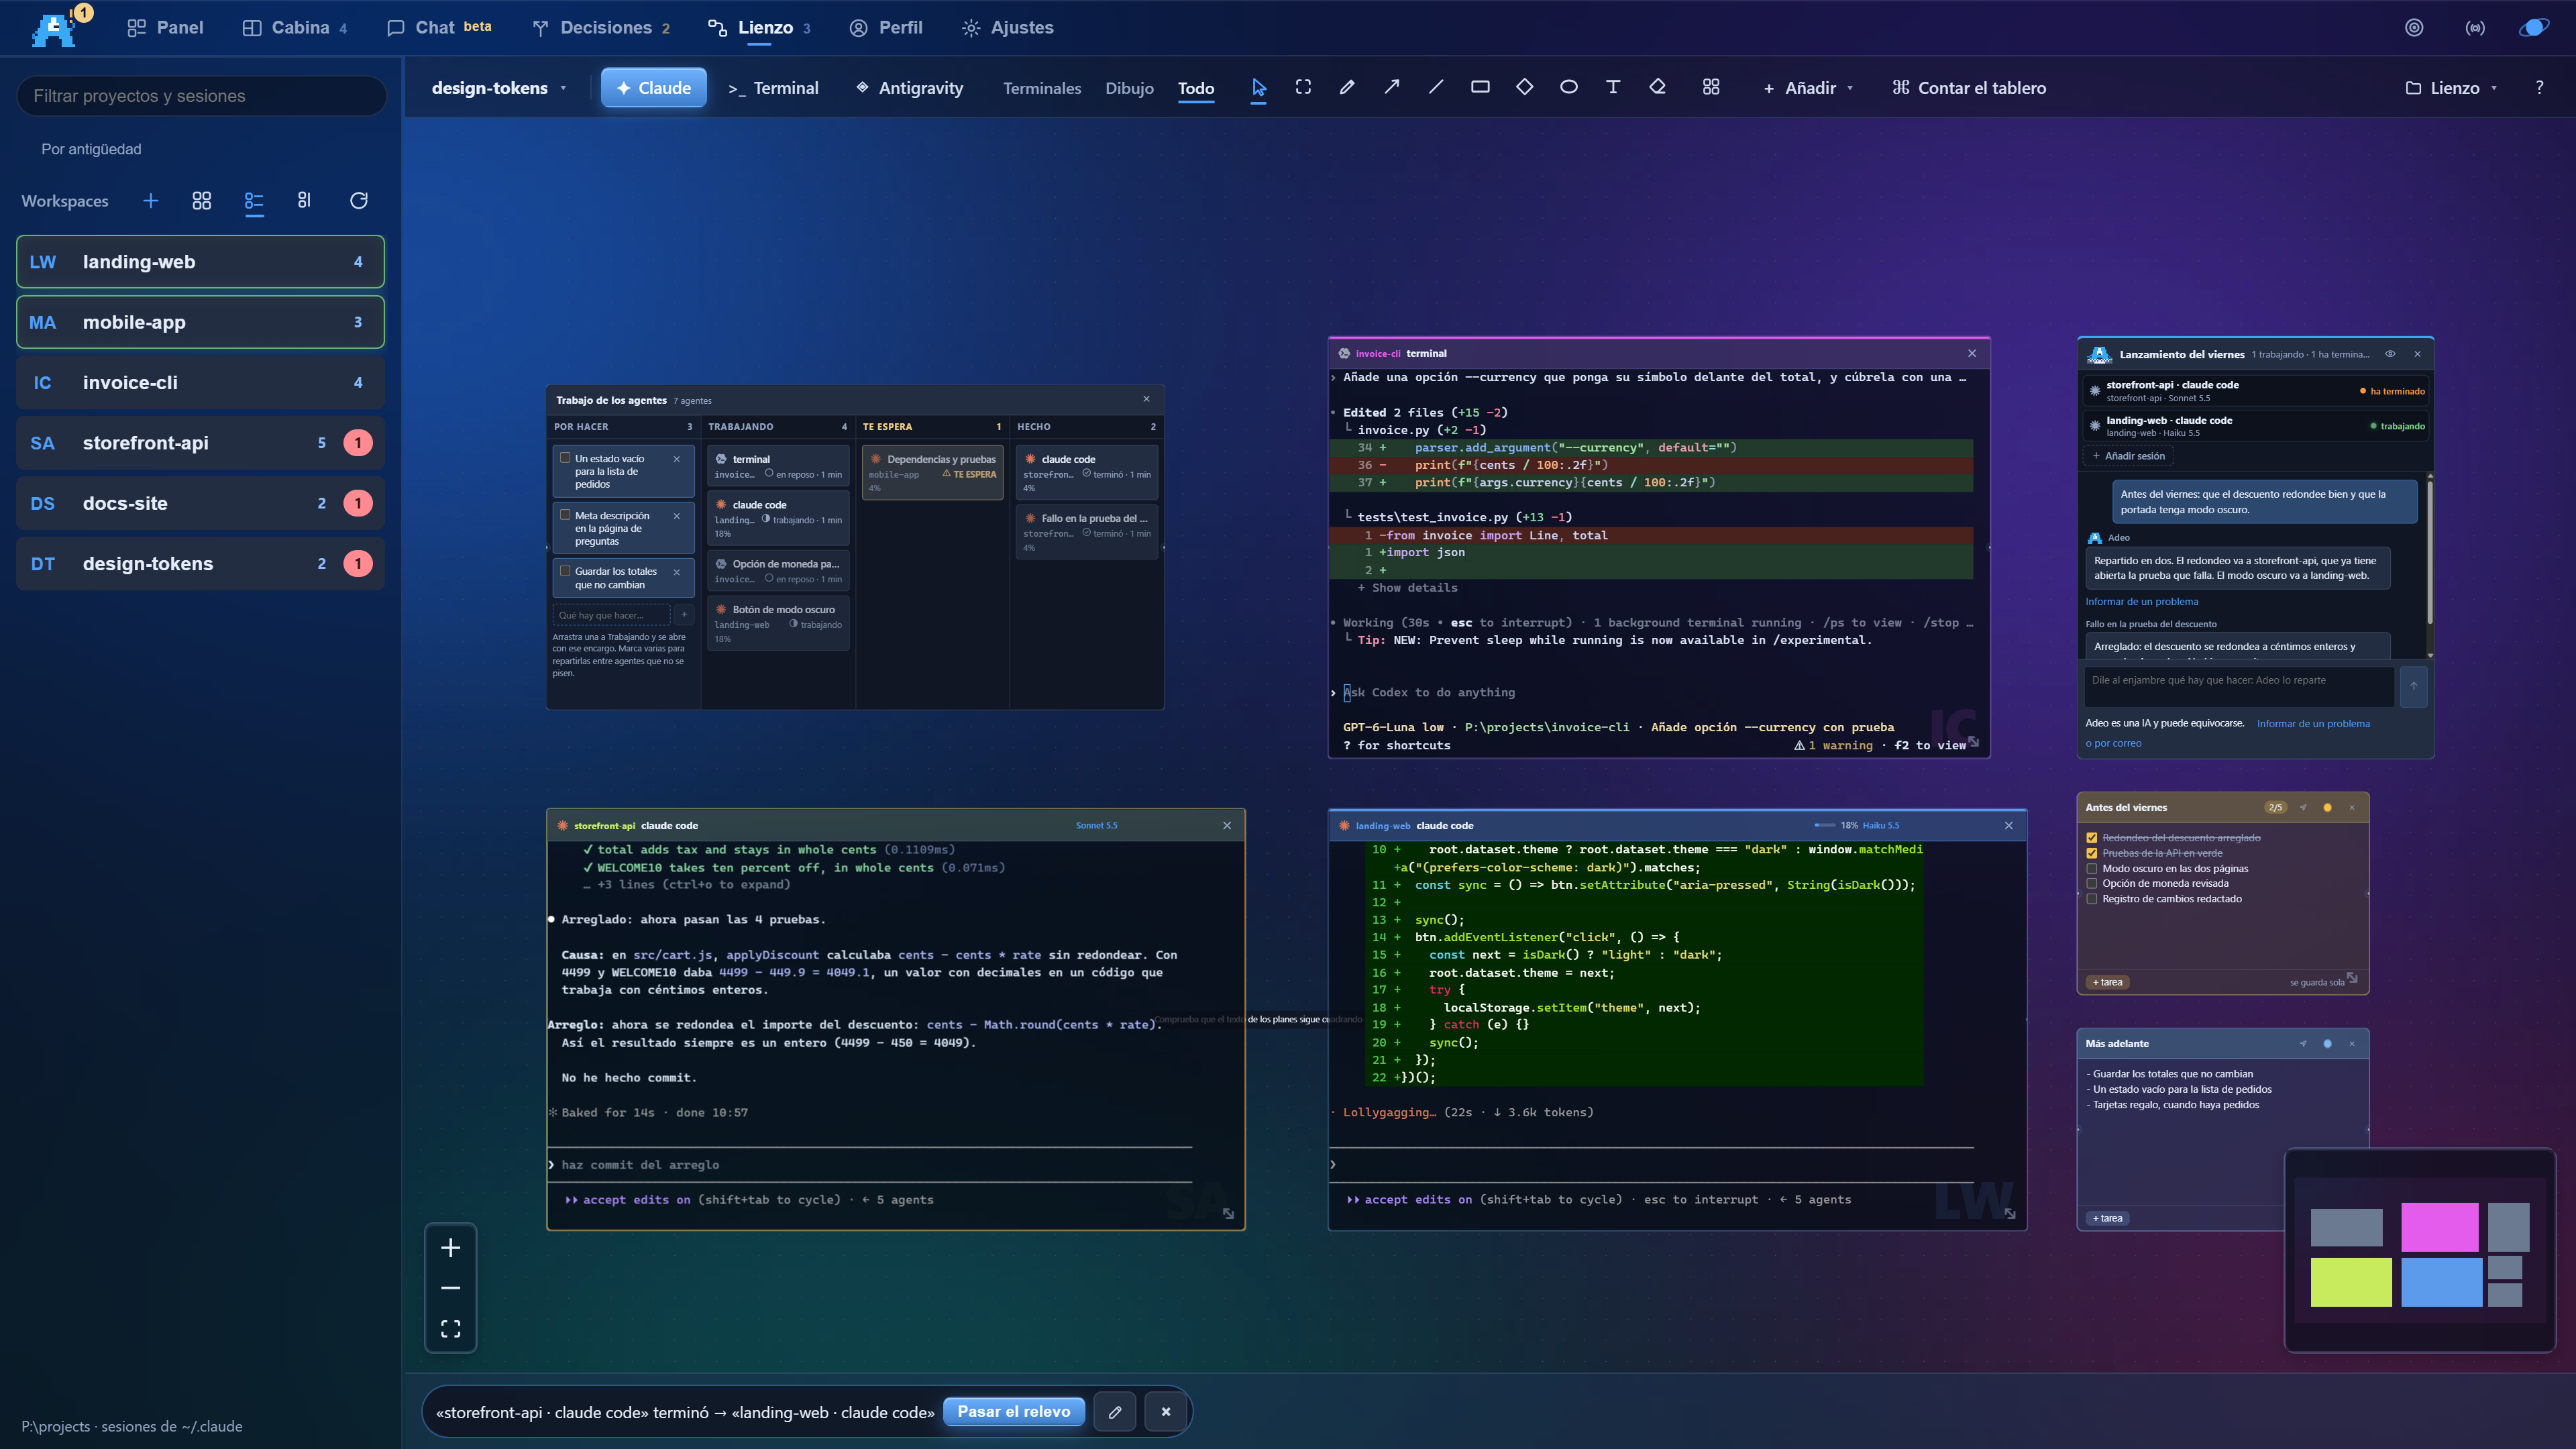 1
Panel
Cabina 4
Chat beta
Decisiones 2
Lienzo 3
Perfil
Ajustes
Filtrar proyectos y sesiones
Por antigüedad
Workspaces
LW landing-web 4
MA mobile-app 3
IC invoice-cli 4
SA storefront-api 5 1
DS docs-site 2 1
DT design-tokens 2 1
P:\projects · sesiones de ~/.claude
design-tokens
Claude
>_ Terminal
Antigravity
Terminales
Dibujo
Todo
+ Añadir
⌘ Contar el tablero
Lienzo
?
Trabajo de los agentes 7 agentes
POR HACER 3
Un estado vacío
para la lista de
pedidos
Meta descripción
en la página de
preguntas
Guardar los totales
que no cambian
Qué hay que hacer... +
Arrastra una a Trabajando y se abre
con ese encargo. Marca varias para
repartirlas entre agentes que no se
pisen.
TRABAJANDO 4
terminal
invoice… en reposo · 1 min
claude code
landing… trabajando · 1 min
18%
Opción de moneda pa...
invoice… en reposo · 1 min
Botón de modo oscuro
landing-web trabajando
18%
TE ESPERA 1
Dependencias y pruebas
mobile-app ⚠ TE ESPERA
4%
HECHO 2
claude code
storefron… terminó · 1 min
4%
Fallo en la prueba del ...
storefron… terminó · 1 min
4%
invoice-cli terminal
› Añade una opción --currency que ponga su símbolo delante del total, y cúbrela con una …
• Edited 2 files (+15 -2)
└ invoice.py (+2 -1)
34 + parser.add_argument("--currency", default="")
36 - print(f"{cents / 100:.2f}")
37 + print(f"{args.currency}{cents / 100:.2f}")
└ tests\test_invoice.py (+13 -1)
1 -from invoice import Line, total
1 +import json
2 +
+ Show details
• Working (30s • esc to interrupt) · 1 background terminal running · /ps to view · /stop …
└ Tip: NEW: Prevent sleep while running is now available in /experimental.
› Ask Codex to do anything
GPT-6-Luna low · P:\projects\invoice-cli · Añade opción --currency con prueba
? for shortcuts ⚠ 1 warning · f2 to view
IC
Lanzamiento del viernes 1 trabajando · 1 ha termina...
storefront-api · claude code
storefront-api · Sonnet 5.5
ha terminado
landing-web · claude code
landing-web · Haiku 5.5
trabajando
+ Añadir sesión
Antes del viernes: que el descuento redondee bien y que la
portada tenga modo oscuro.
Adeo
Repartido en dos. El redondeo va a storefront-api, que ya tiene
abierta la prueba que falla. El modo oscuro va a landing-web.
Informar de un problema
Fallo en la prueba del descuento
Arreglado: el descuento se redondea a céntimos enteros y
Dile al enjambre qué hay que hacer: Adeo lo reparte
Adeo es una IA y puede equivocarse. Informar de un problema
o por correo
storefront-api claude code Sonnet 5.5
✓ total adds tax and stays in whole cents (0.1109ms)
✓ WELCOME10 takes ten percent off, in whole cents (0.071ms)
… +3 lines (ctrl+o to expand)
● Arreglado: ahora pasan las 4 pruebas.
Causa: en src/cart.js, applyDiscount calculaba cents - cents * rate sin redondear. Con
4499 y WELCOME10 daba 4499 - 449.9 = 4049.1, un valor con decimales en un código que
trabaja con céntimos enteros.
Arreglo: ahora se redondea el importe del descuento: cents - Math.round(cents * rate).
Así el resultado siempre es un entero (4499 - 450 = 4049).
No he hecho commit.
✻ Baked for 14s · done 10:57
❯ haz commit del arreglo
⏵⏵ accept edits on (shift+tab to cycle) · ← 5 agents
SA
Comprueba que el texto de los planes sigue cuadrando
landing-web claude code 18% Haiku 5.5
10 + root.dataset.theme ? root.dataset.theme === "dark" : window.matchMedi
+a("(prefers-color-scheme: dark)").matches;
11 + const sync = () => btn.setAttribute("aria-pressed", String(isDark()));
12 +
13 + sync();
14 + btn.addEventListener("click", () => {
15 + const next = isDark() ? "light" : "dark";
16 + root.dataset.theme = next;
17 + try {
18 + localStorage.setItem("theme", next);
19 + } catch (e) {}
20 + sync();
21 + });
22 +})();
· Lollygagging… (22s · ↓ 3.6k tokens)
❯
⏵⏵ accept edits on (shift+tab to cycle) · esc to interrupt · ← 5 agents
LW
Antes del viernes 2/5
Redondeo del descuento arreglado
Pruebas de la API en verde
Modo oscuro en las dos páginas
Opción de moneda revisada
Registro de cambios redactado
+ tarea se guarda sola
Más adelante
- Guardar los totales que no cambian
- Un estado vacío para la lista de pedidos
- Tarjetas regalo, cuando haya pedidos
+ tarea
«storefront-api · claude code» terminó → «landing-web · claude code» Pasar el relevo